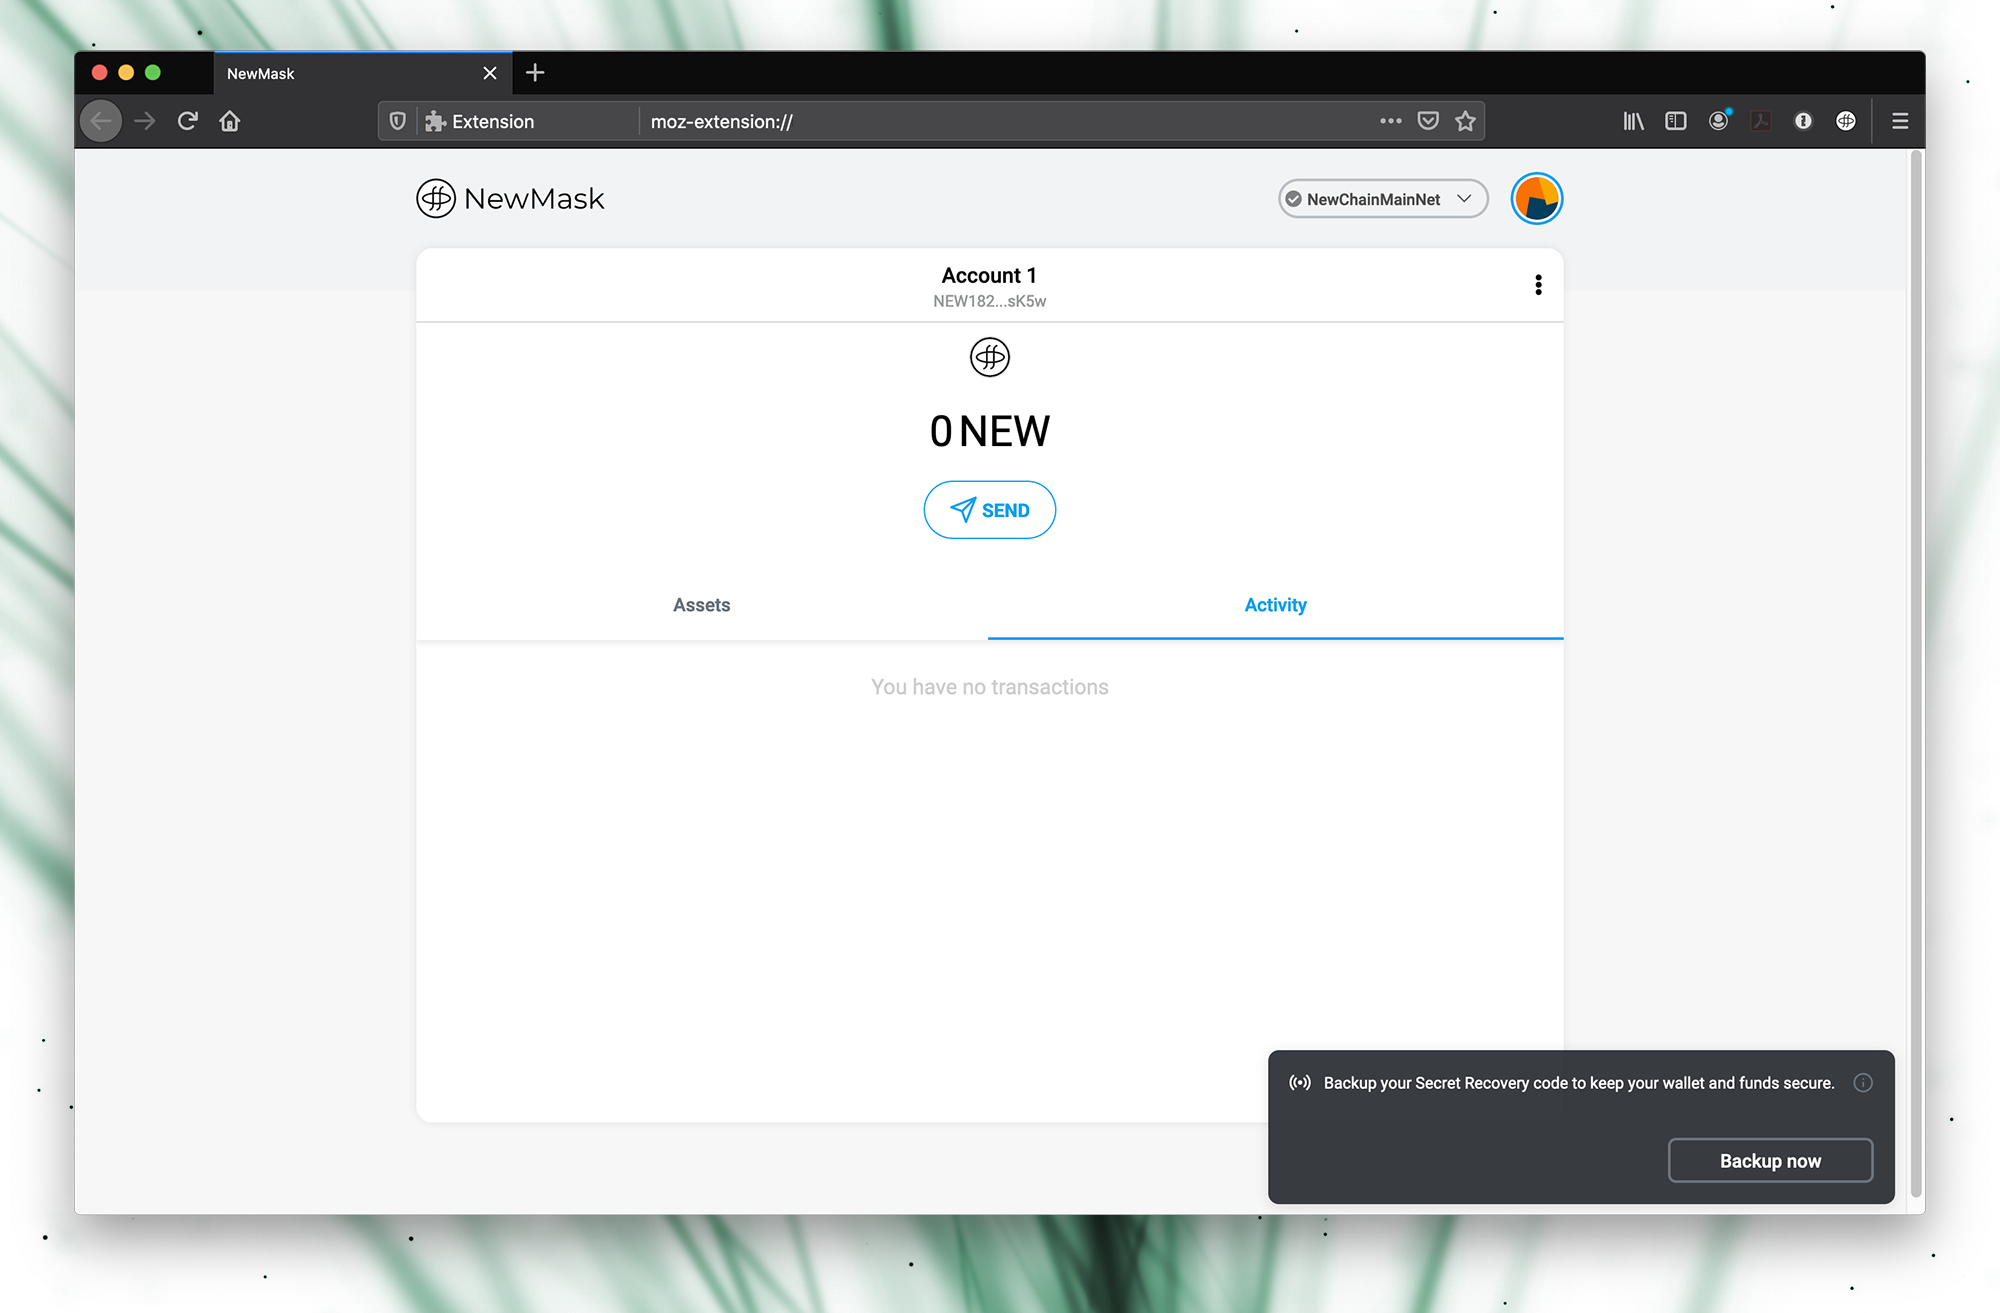 NewMask
Extension
moz-extension://
NewMask
NewChainMainNet
Account 1
NEW182...sK5w
0 NEW
SEND
Assets
Activity
You have no transactions
Backup your Secret Recovery code to keep your wallet and funds secure.
Backup now